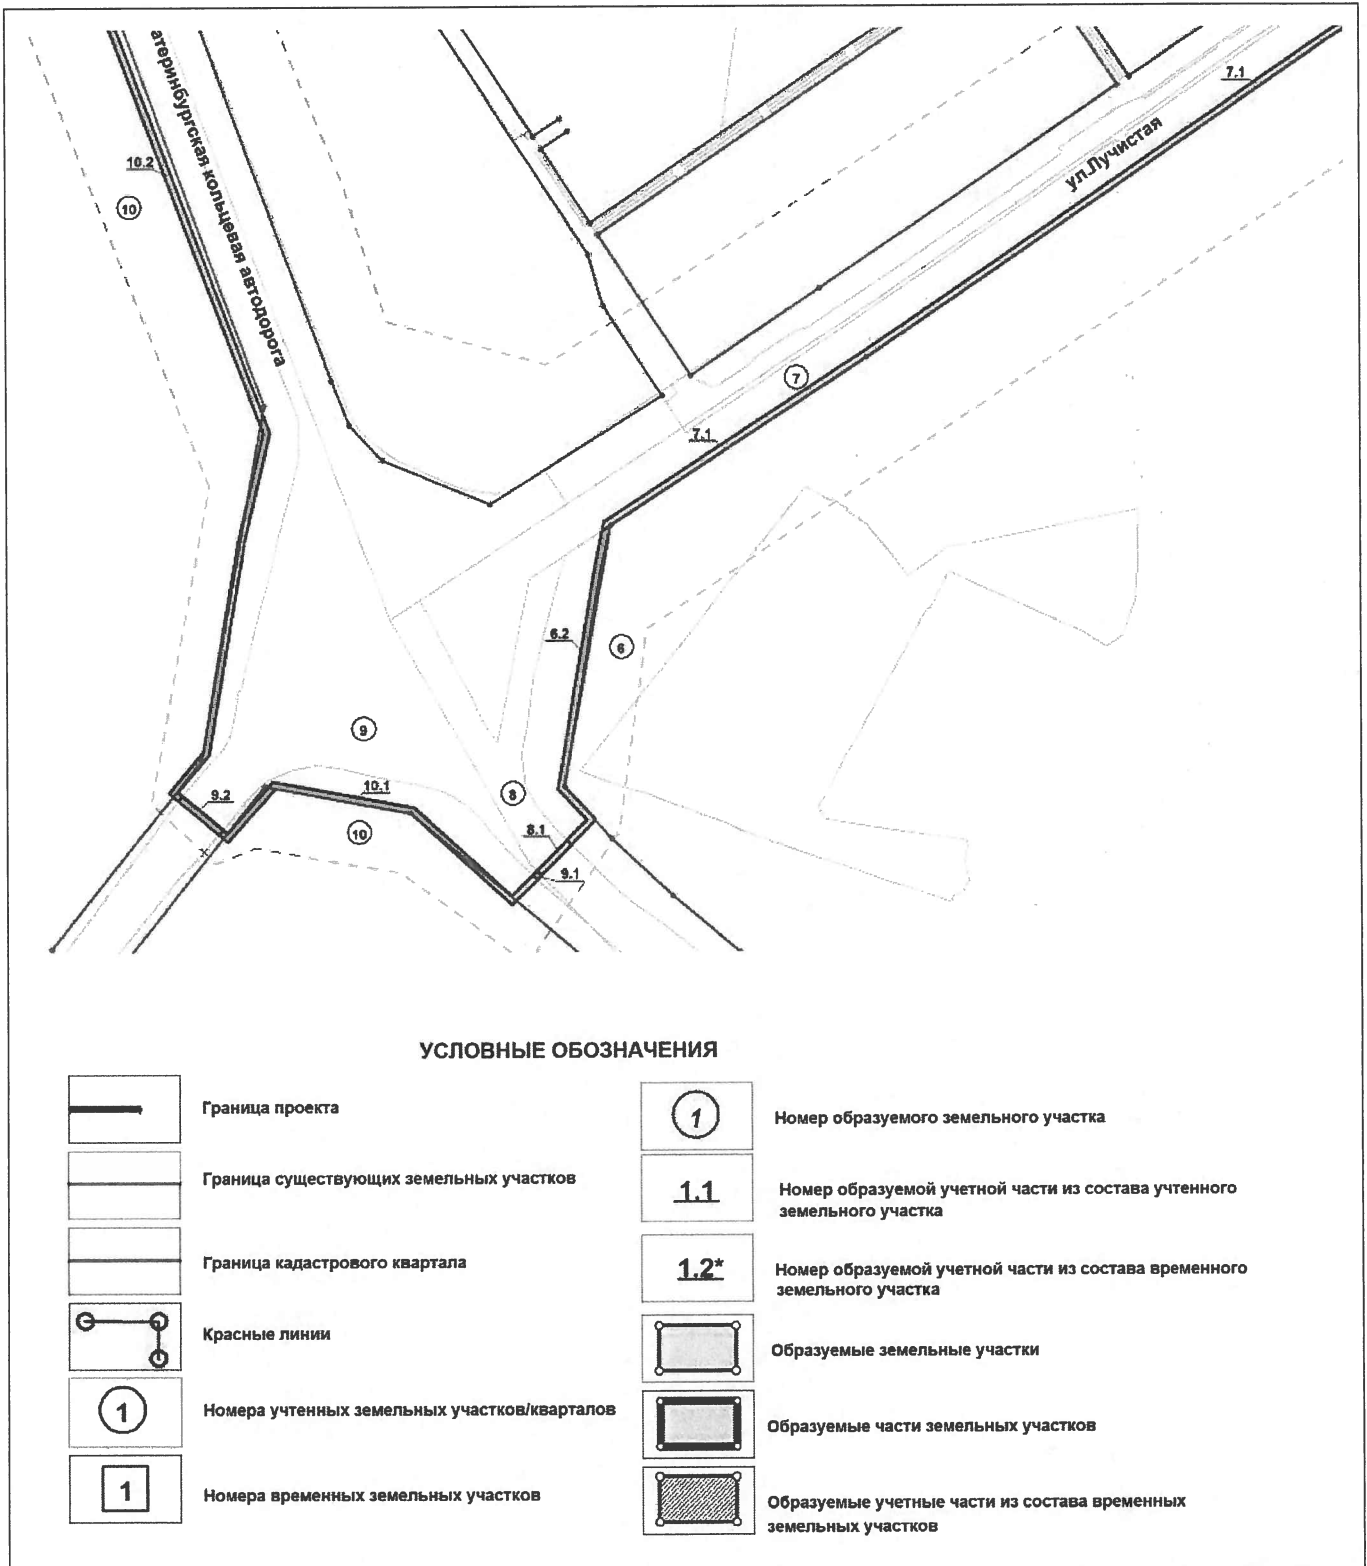 атеринбургская кольцевая автодорога
7.1
ул.Лучистая
10.2
10
7
7.1
6.2
6
9
9.2
10.1
8
10
8.1
9.1
УСЛОВНЫЕ ОБОЗНАЧЕНИЯ
Граница проекта
Граница существующих земельных участков
Граница кадастрового квартала
Красные линии
1
Номера учтенных земельных участков/кварталов
1
Номера временных земельных участков
1
Номер образуемого земельного участка
1.1
Номер образуемой учетной части из состава учтенного
земельного участка
1.2*
Номер образуемой учетной части из состава временного
земельного участка
Образуемые земельные участки
Образуемые части земельных участков
Образуемые учетные части из состава временных
земельных участков